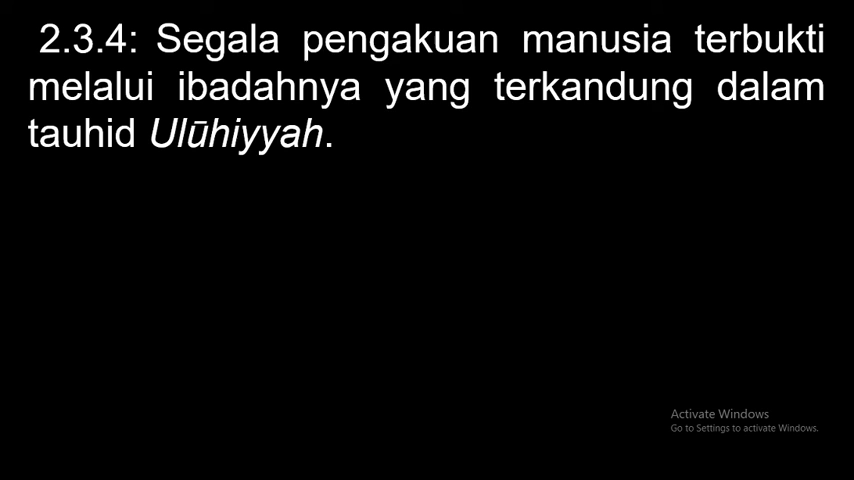 2.3.4: Segala pengakuan manusia terbukti
melalui ibadahnya yang terkandung dalam
tauhid Ulūhiyyah.
Activate Windows
Go to Settings to activate Windows.